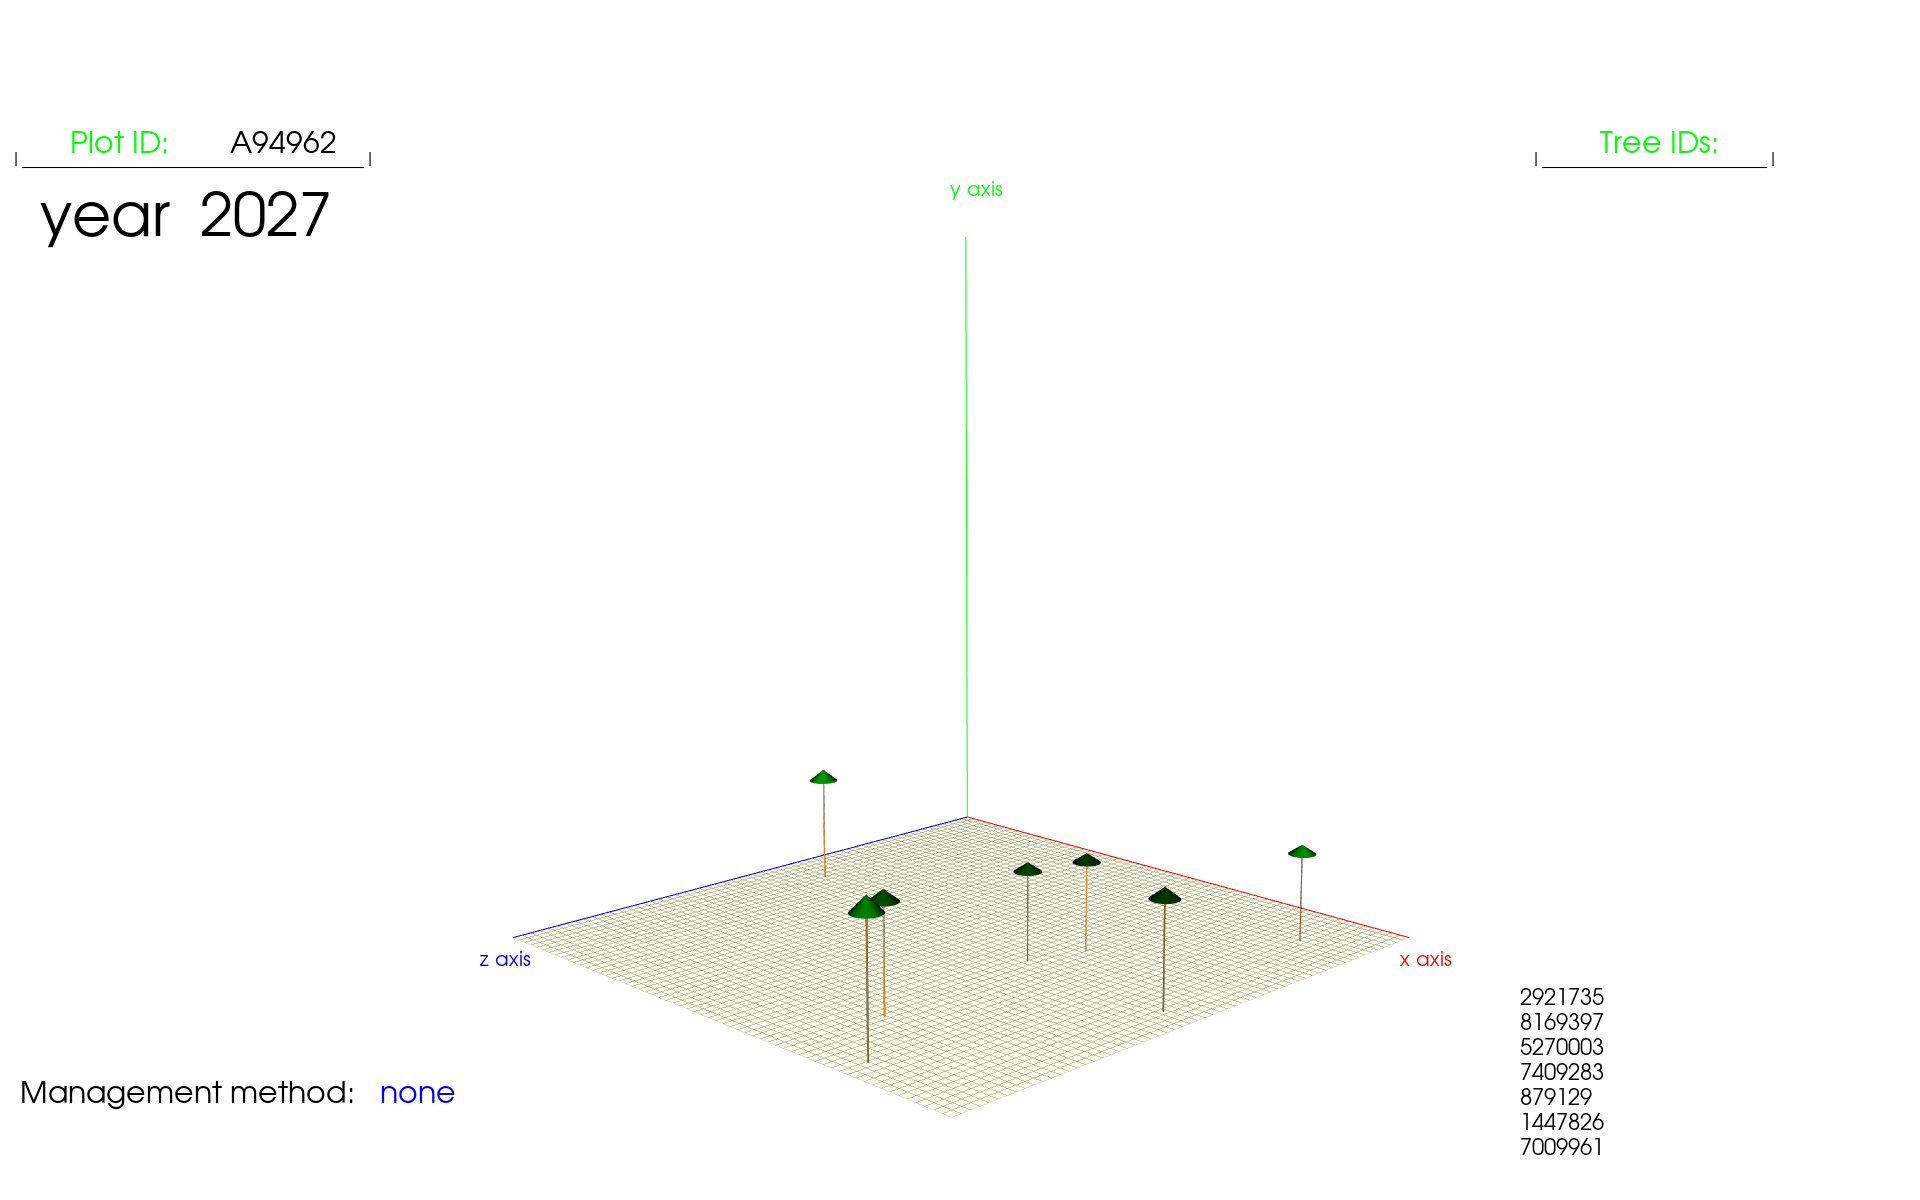 Plot ID: A94962
Tree IDs:
year 2027
y axis
z axis
x axis
2921735
8169397
5270003
7409283
879129
1447826
7009961
Management method: none